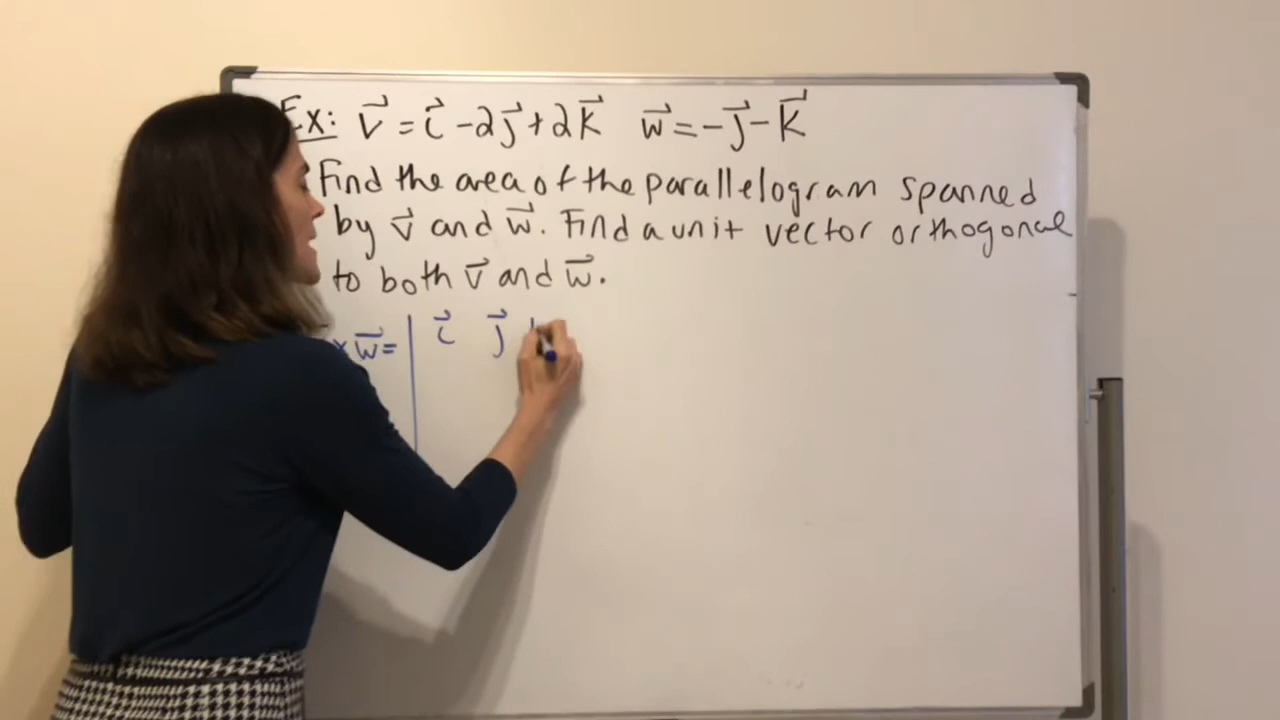 Ex: v⃗ = i⃗ - 2j⃗ + 2k⃗ w⃗ = -j⃗ - k⃗
Find the area of the parallelogram spanned
by v⃗ and w⃗. Find a unit vector orthogonal
to both v⃗ and w⃗.
× w⃗ = | i⃗ j⃗